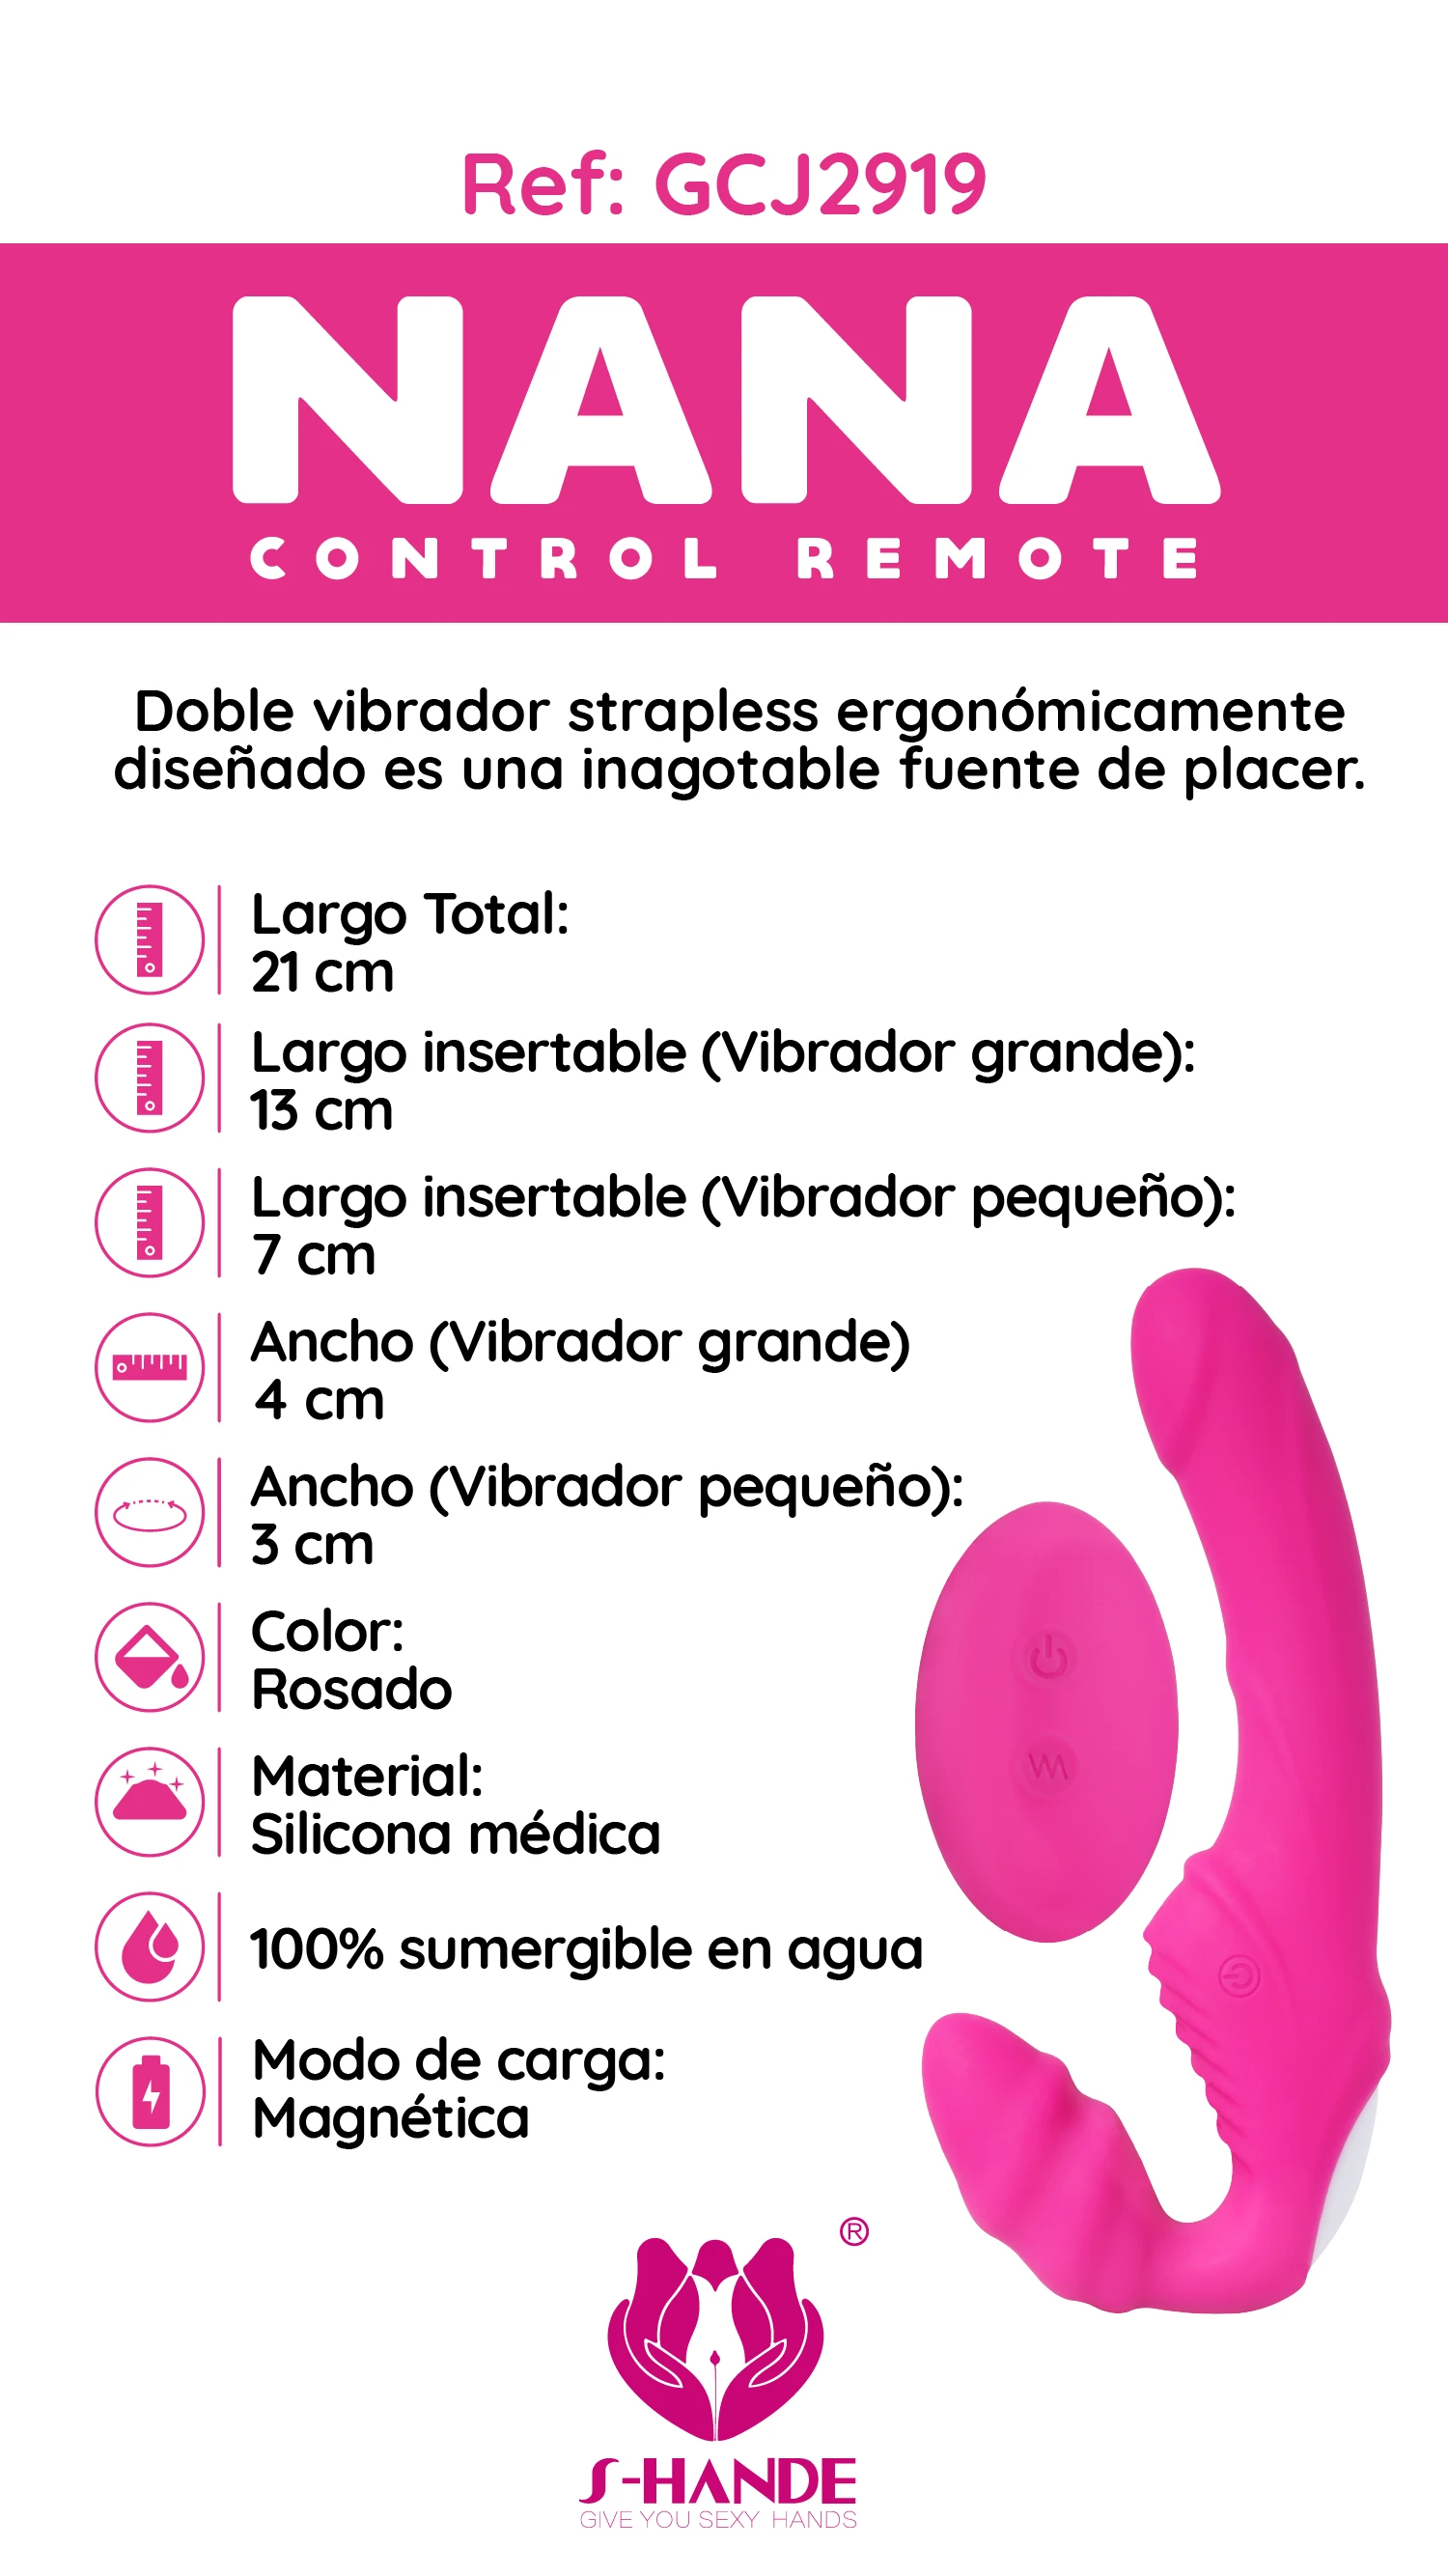 Ref: GCJ2919
NANA
CONTROL REMOTE
Doble vibrador strapless ergonómicamente
diseñado es una inagotable fuente de placer.
Largo Total:
21 cm
Largo insertable (Vibrador grande):
13 cm
Largo insertable (Vibrador pequeño):
7 cm
Ancho (Vibrador grande)
4 cm
Ancho (Vibrador pequeño):
3 cm
Color:
Rosado
Material:
Silicona médica
100% sumergible en agua
Modo de carga:
Magnética
®
S-HANDE
GIVE YOU SEXY HANDS